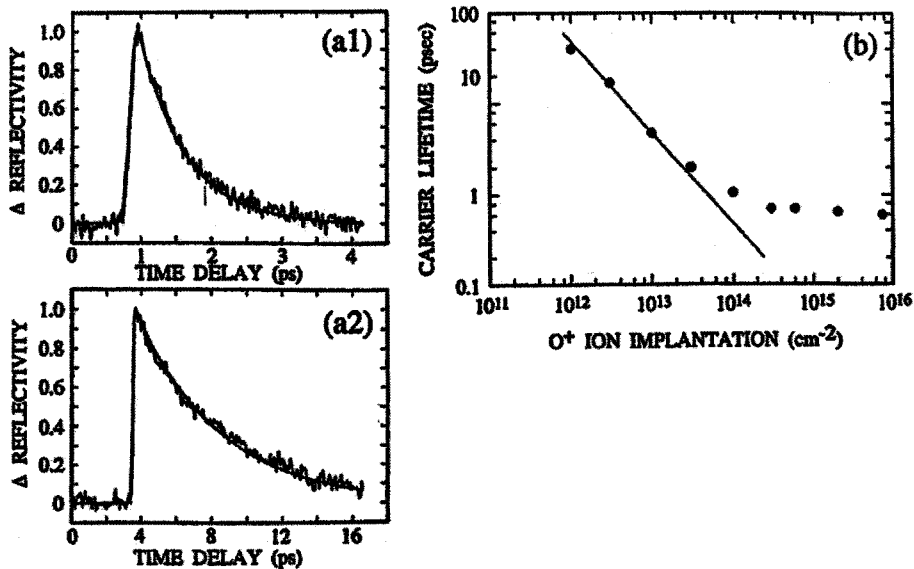 (a1)
Δ REFLECTIVITY
1.0
0.8
0.6
0.4
0.2
0
0 1 2 3 4
TIME DELAY (ps)
(a2)
Δ REFLECTIVITY
1.0
0.8
0.6
0.4
0.2
0
0 4 8 12 16
TIME DELAY (ps)
(b)
CARRIER LIFETIME (psec)
100
10
1
0.1
10¹¹ 10¹² 10¹³ 10¹⁴ 10¹⁵ 10¹⁶
O⁺ ION IMPLANTATION (cm⁻²)